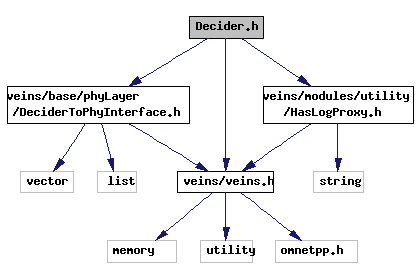 Decider.h
veins/base/phyLayer
/DeciderToPhyInterface.h
veins/modules/utility
/HasLogProxy.h
vector
list
veins/veins.h
string
memory
utility
omnetpp.h